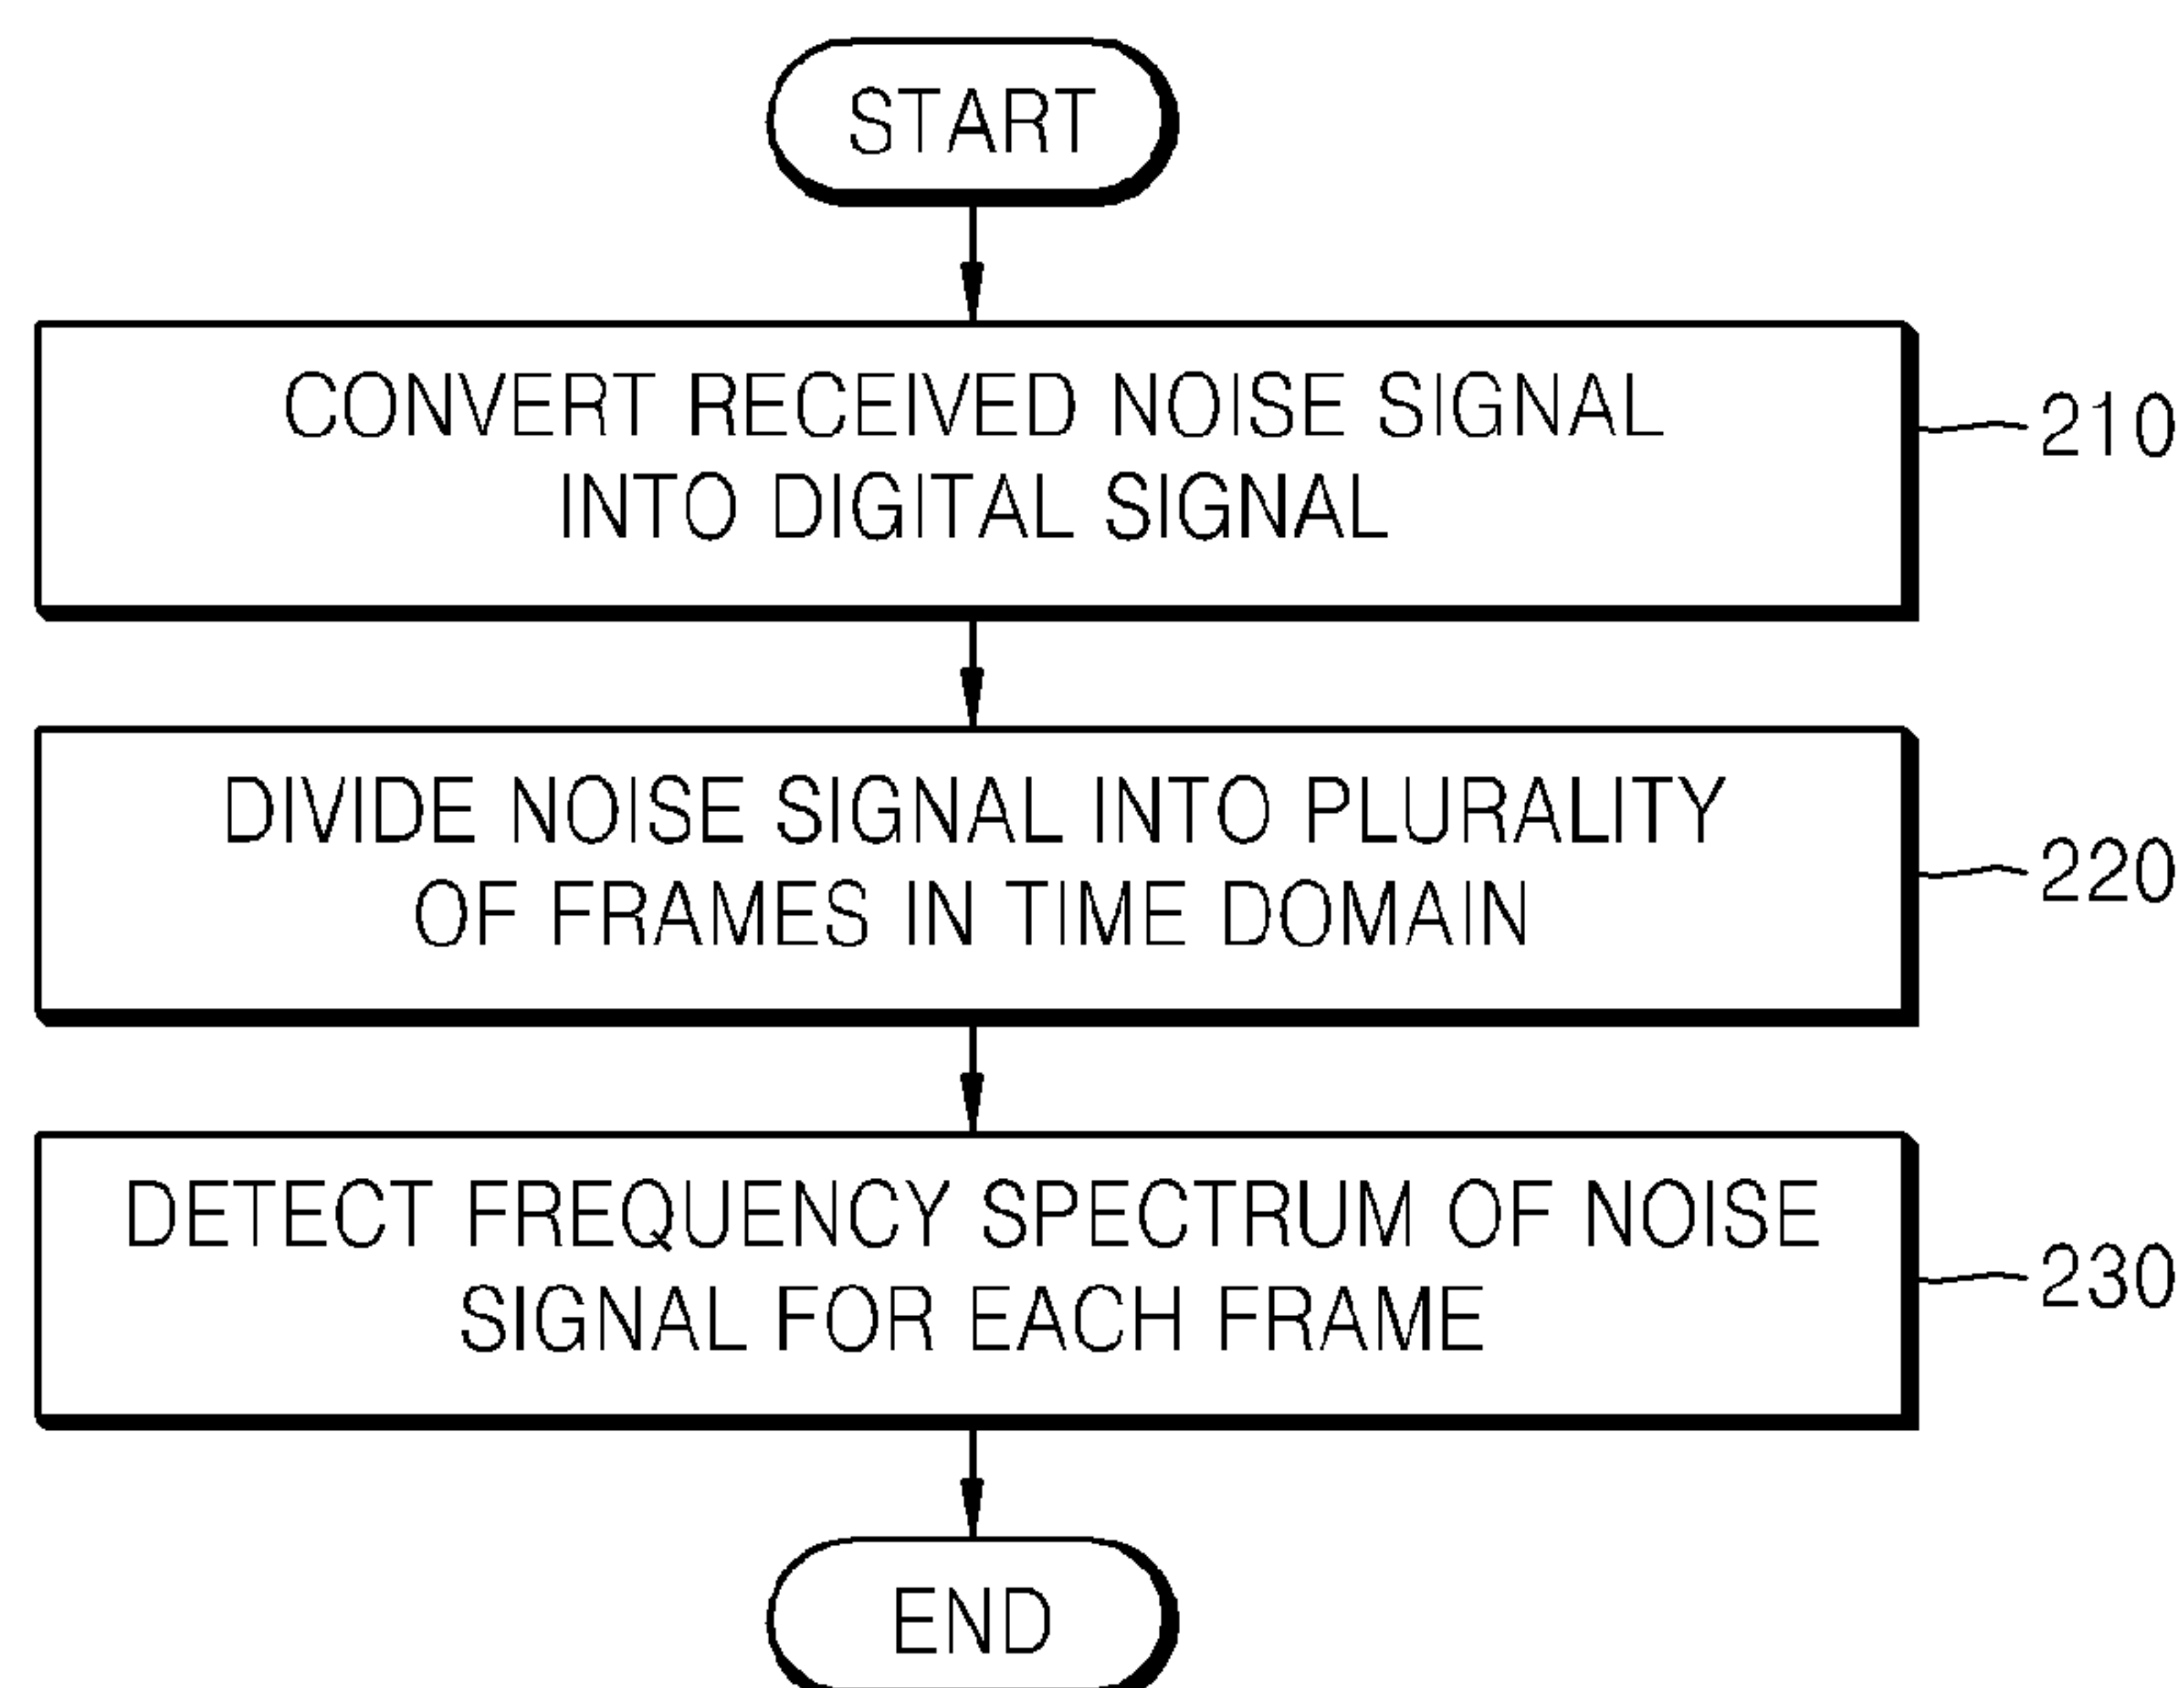 START
CONVERT RECEIVED NOISE SIGNAL
INTO DIGITAL SIGNAL
210
DIVIDE NOISE SIGNAL INTO PLURALITY
OF FRAMES IN TIME DOMAIN
220
DETECT FREQUENCY SPECTRUM OF NOISE
SIGNAL FOR EACH FRAME
230
END